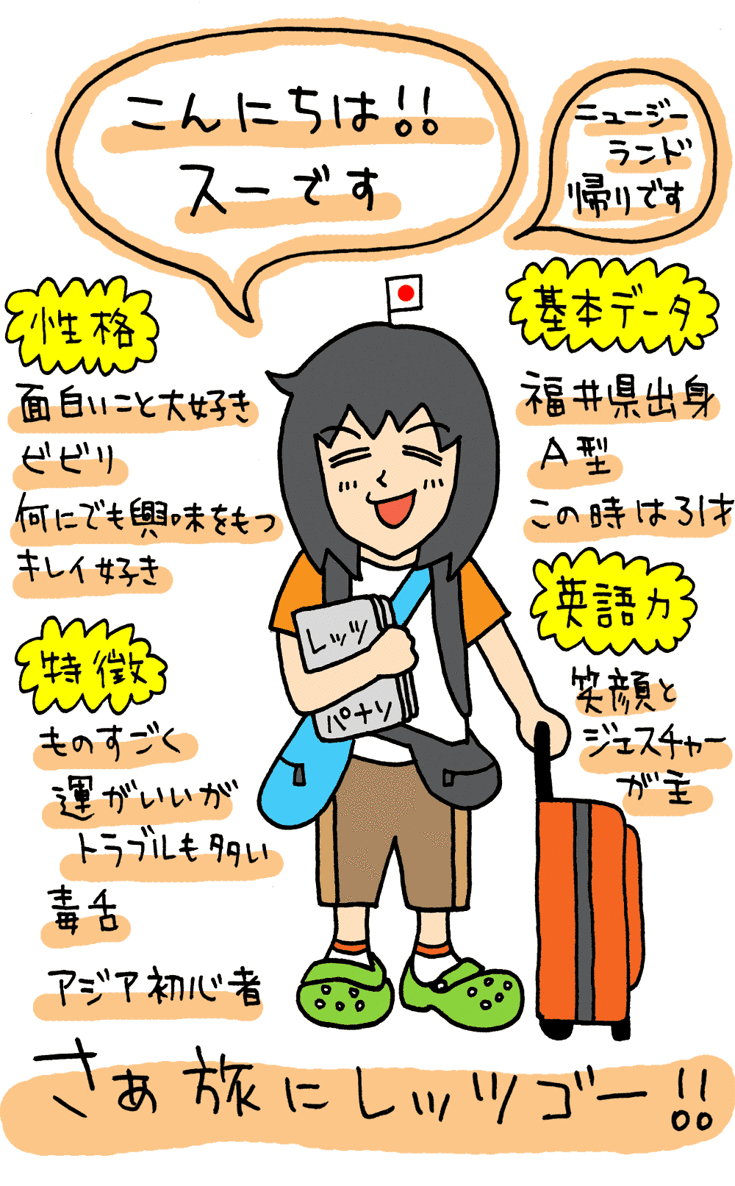 こんにちは!!
スーです
ニュージー
ランド
帰りです
性格
面白いこと大好き
ビビリ
何にでも興味をもつ
キレイ好き
特徴
ものすごく
運がいいが
トラブルも多い
毒舌
アジア初心者
基本データ
福井県出身
A型
この時は21才
英語力
笑顔と
ジェスチャー
が主
レッツ
パナソ
さぁ旅にレッツゴー!!